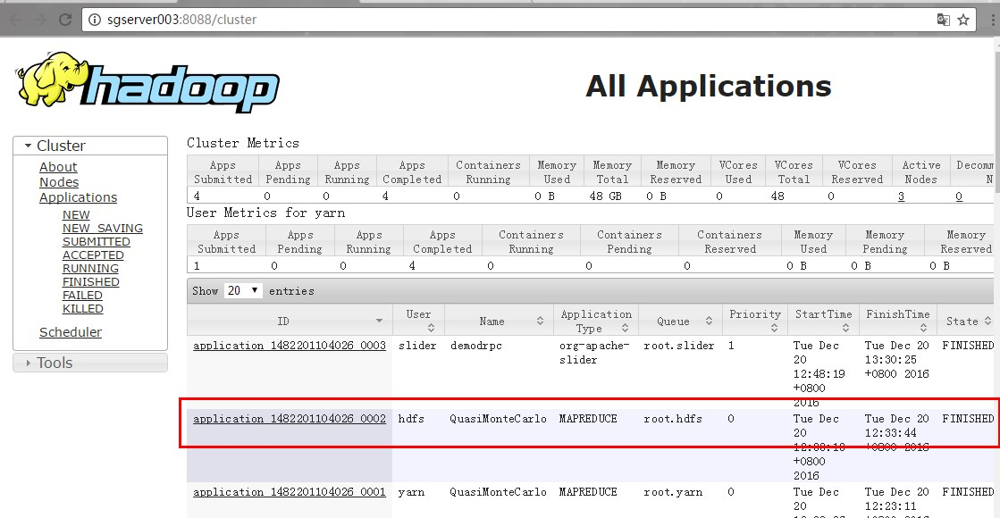 sgserver003:8088/cluster
hadoop
All Applications
Cluster
About
Nodes
Applications
NEW
NEW_SAVING
SUBMITTED
ACCEPTED
RUNNING
FINISHED
FAILED
KILLED
Scheduler
Tools
Cluster Metrics
Apps Submitted Apps Pending Apps Running Apps Completed Containers Running Memory Used Memory Total Memory Reserved VCores Used VCores Total VCores Reserved Active Nodes
4 0 0 4 0 0 B 48 GB 0 B 0 48 0 3 0
User Metrics for yarn
Apps Submitted Apps Pending Apps Running Apps Completed Containers Running Containers Pending Containers Reserved Memory Used Memory Pending Memory Reserved
1 0 0 4 0 0 0 0 B 0 B 0 B
Show 20 entries
ID User Name Application Type Queue Priority StartTime FinishTime State
application_1482201104026_0003 slider demodrpc org-apache-slider root.slider 1 Tue Dec 20 12:48:19 +0800 2016 Tue Dec 20 13:30:25 +0800 2016 FINISHED
application_1482201104026_0002 hdfs QuasiMonteCarlo MAPREDUCE root.hdfs 0 Tue Dec 20 +0800 2016 Tue Dec 20 12:33:44 +0800 2016 FINISHED
application_1482201104026_0001 yarn QuasiMonteCarlo MAPREDUCE root.yarn 0 Tue Dec 20 Tue Dec 20 12:23:11 FINISHED